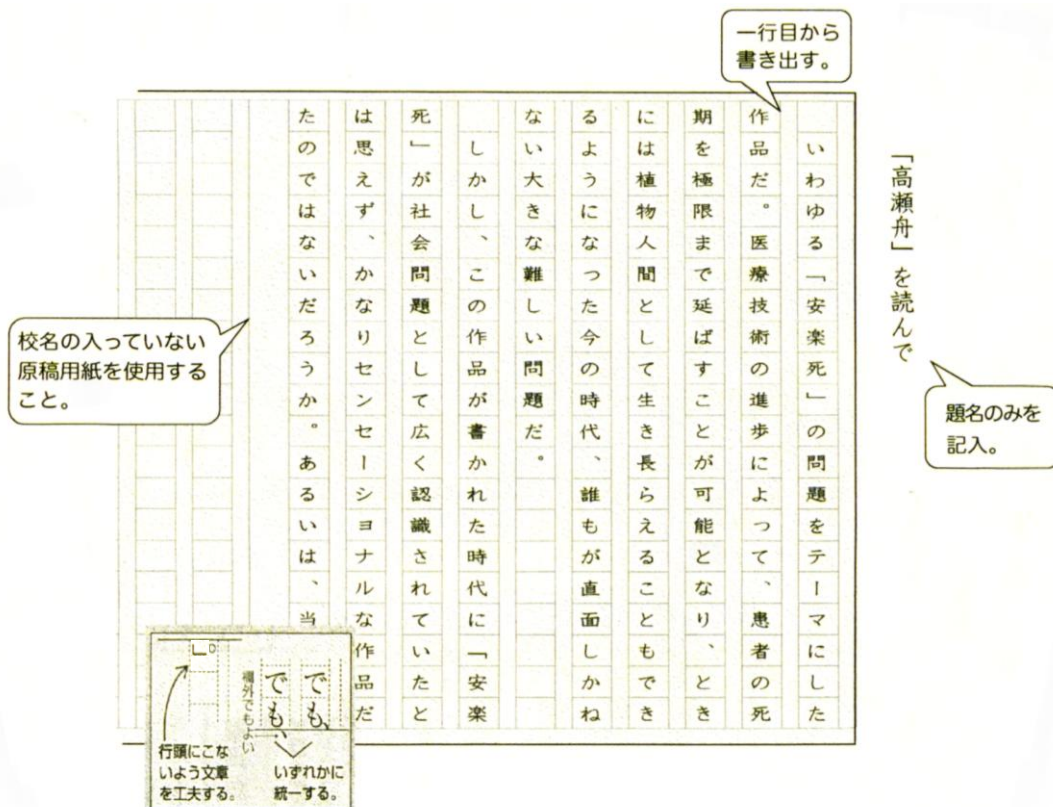 「高瀬舟」を読んで
題名のみを
記入。
一行目から
書き出す。
いわゆる「安楽死」の問題をテーマにした
作品だ。医療技術の進歩によって、患者の死
期を極限まで延ばすことが可能となり、とき
には植物人間として生き長らえることもでき
るようになった今の時代、誰もが直面しかね
ない大きな難しい問題だ。
しかし、この作品が書かれた時代に「安楽
死」が社会問題として広く認識されていたと
は思えず、かなりセンセーショナルな作品だ
たのではないだろうか。あるいは、当
校名の入っていない
原稿用紙を使用する
こと。
でも、
でも、
欄外でもよい
いずれかに
統一する。
行頭にこな
いよう文章
を工夫する。